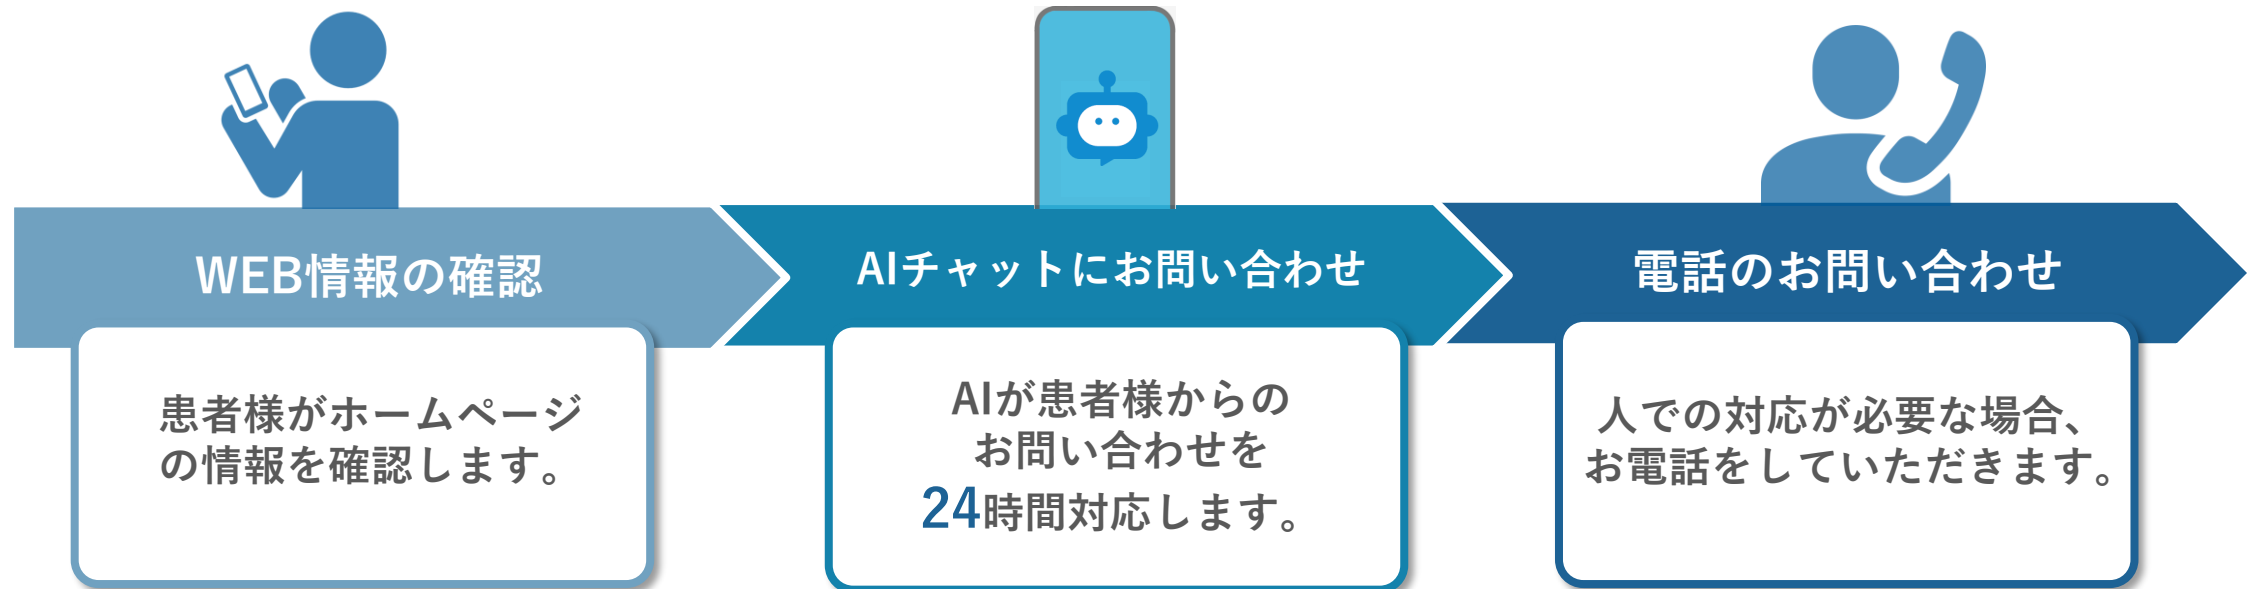 WEB情報の確認
患者様がホームページ
の情報を確認します。
AIチャットにお問い合わせ
AIが患者様からの
お問い合わせを
24時間対応します。
電話のお問い合わせ
人での対応が必要な場合、
お電話をしていただきます。